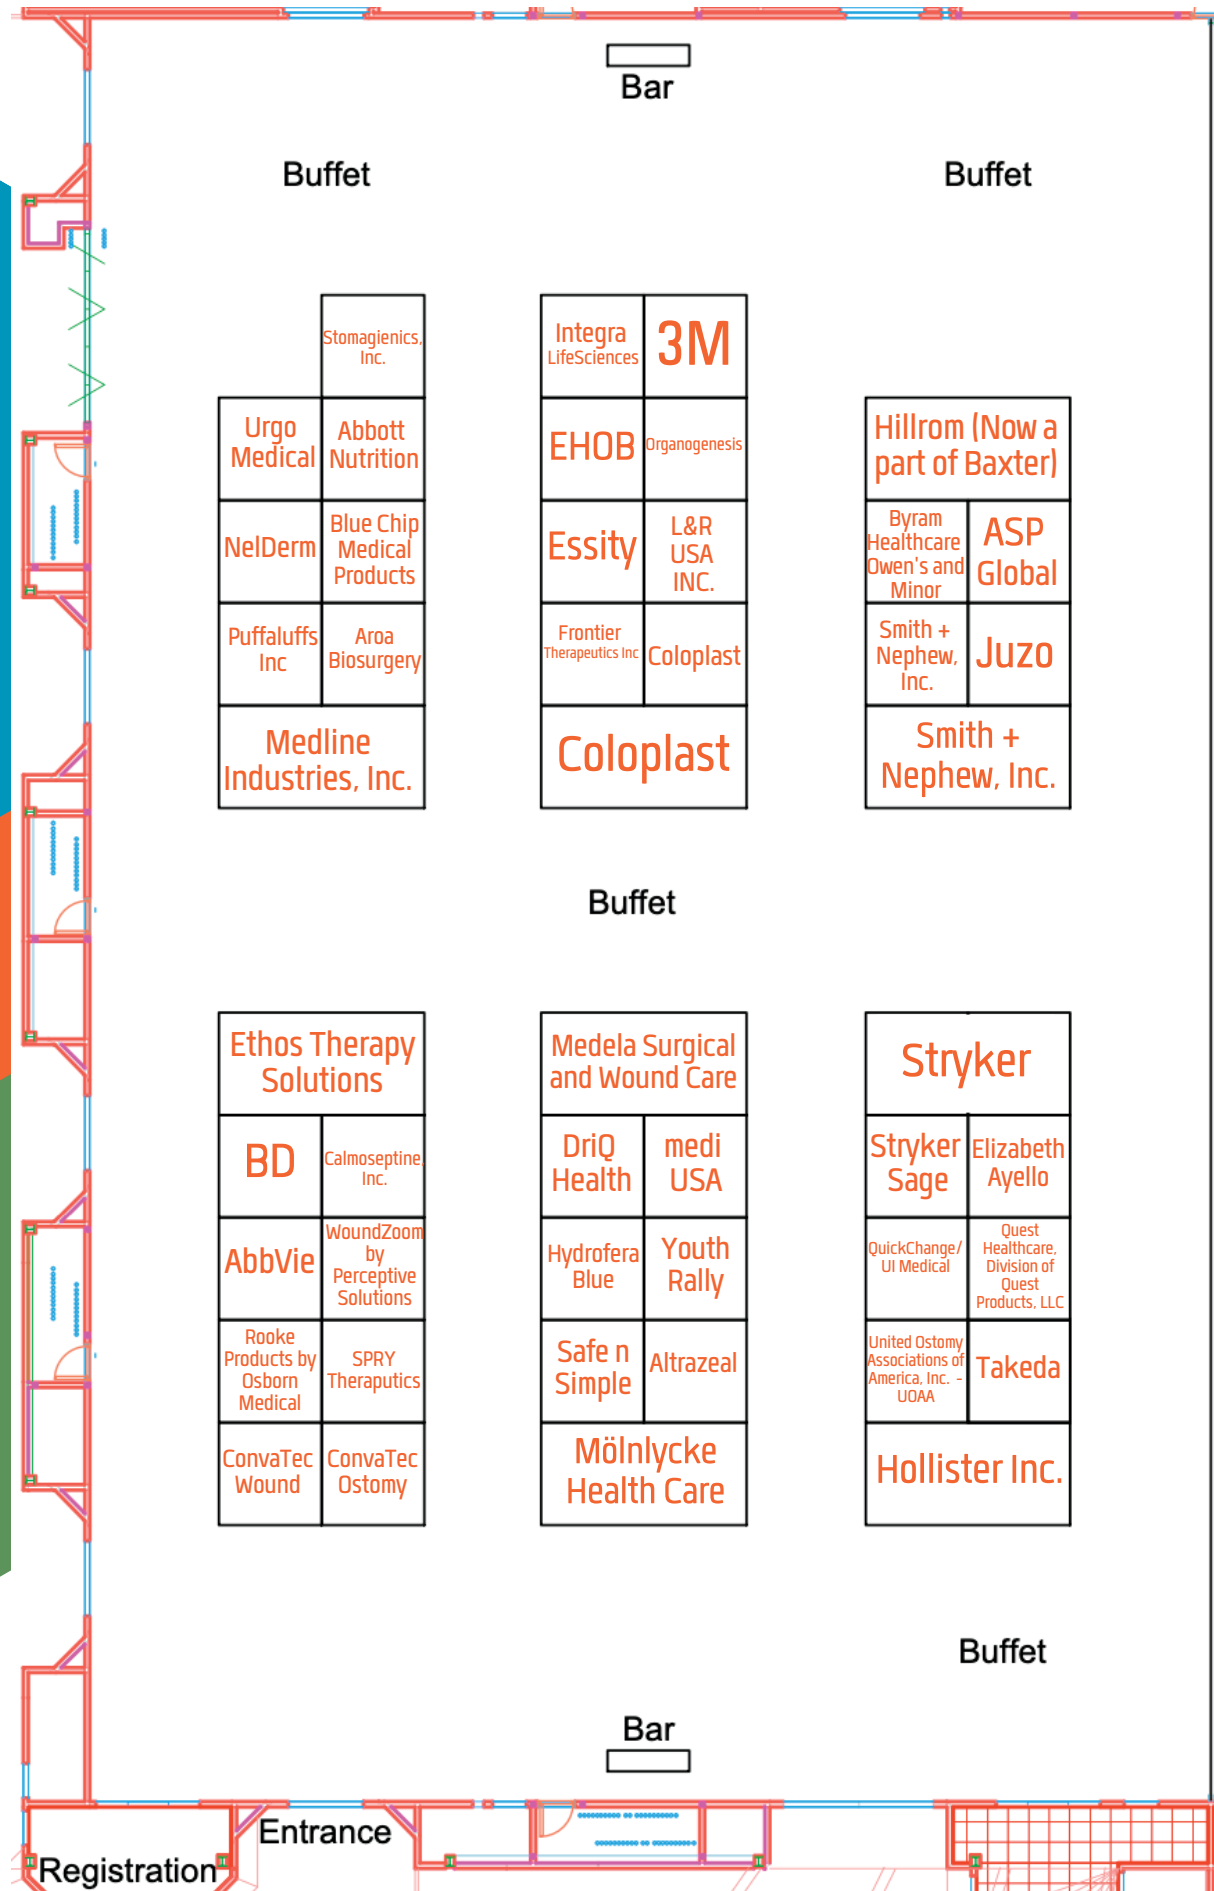 Bar
Buffet
Buffet
Stomagienics,
Inc.
Urgo
Medical
Abbott
Nutrition
NelDerm
Blue Chip
Medical
Products
Puffaluffs
Inc
Aroa
Biosurgery
Medline
Industries, Inc.
Integra
LifeSciences
3M
EHOB
Organogenesis
Essity
L&R
USA
INC.
Frontier
Therapeutics Inc
Coloplast
Coloplast
Hillrom (Now a
part of Baxter)
Byram
Healthcare
Owen's and
Minor
ASP
Global
Smith +
Nephew,
Inc.
Juzo
Smith +
Nephew, Inc.
Buffet
Ethos Therapy
Solutions
BD
Calmoseptine,
Inc.
AbbVie
WoundZoom
by
Perceptive
Solutions
Rooke
Products by
Osborn
Medical
SPRY
Theraputics
ConvaTec
Wound
ConvaTec
Ostomy
Medela Surgical
and Wound Care
DriQ
Health
medi
USA
Hydrofera
Blue
Youth
Rally
Safe n
Simple
Altrazeal
Mölnlycke
Health Care
Stryker
Stryker
Sage
Elizabeth
Ayello
QuickChange/
UI Medical
Quest
Healthcare,
Division of
Quest
Products, LLC
United Ostomy
Associations of
America, Inc. -
UOAA
Takeda
Hollister Inc.
Buffet
Bar
Entrance
Registration